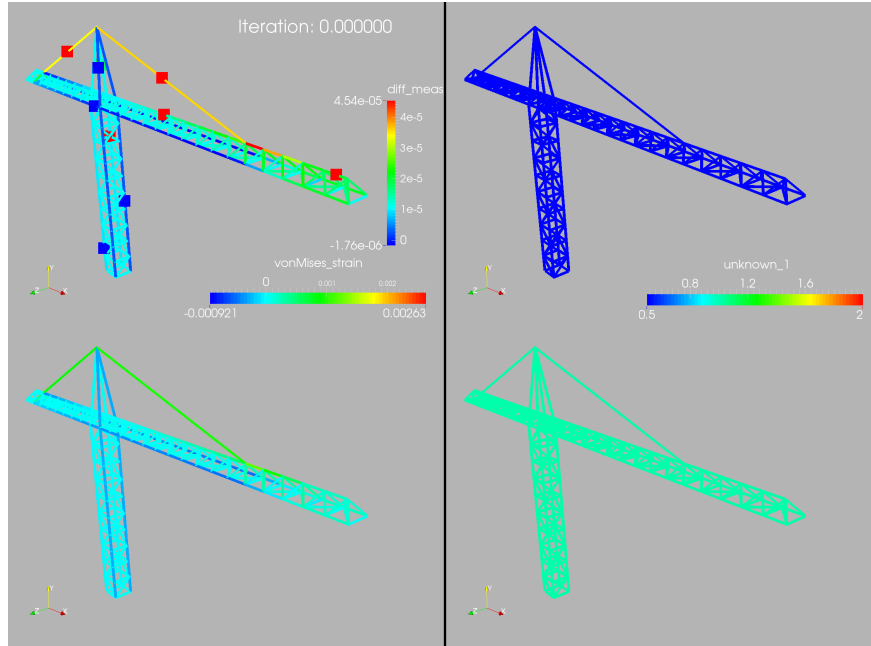 Iteration: 0.000000
diff_meas
4.54e-05
4e-5
3e-5
2e-5
1e-5
0
-1.76e-06
vonMises_strain
0
0.001
0.002
-0.000921
0.00263
Y
Z
X
unknown_1
0.8
1.2
1.6
0.5
2
Y
Z
X
Y
Z
X
Y
Z
X